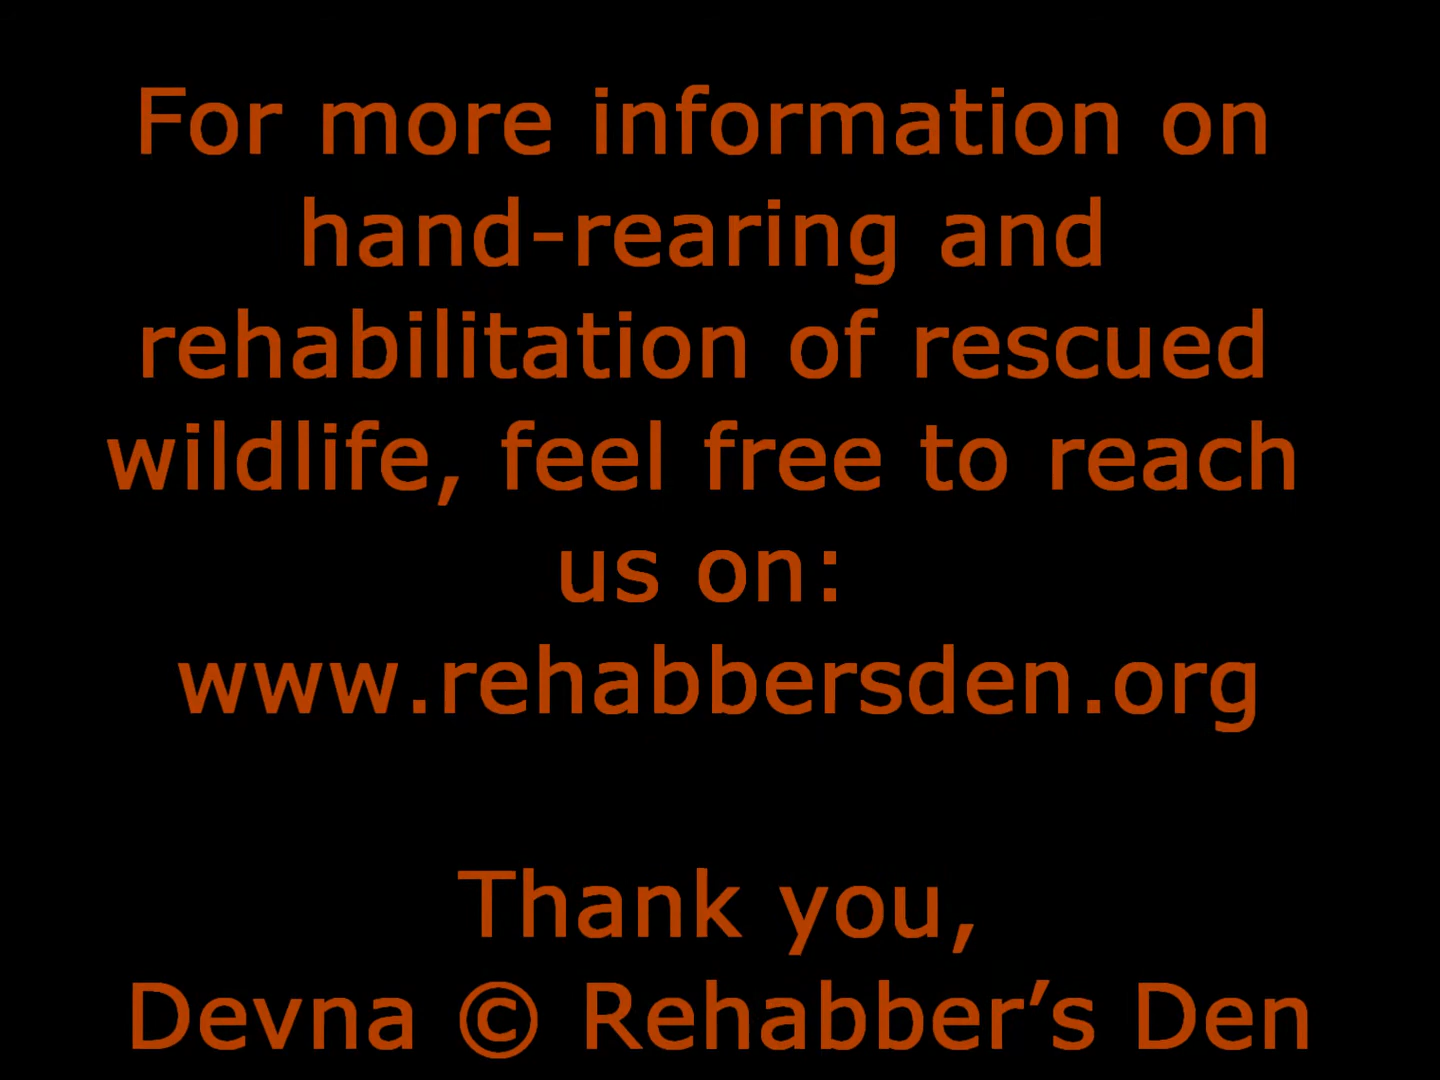 For more information on
hand-rearing and
rehabilitation of rescued
wildlife, feel free to reach
us on:
www.rehabbersden.org
Thank you,
Devna © Rehabber’s Den